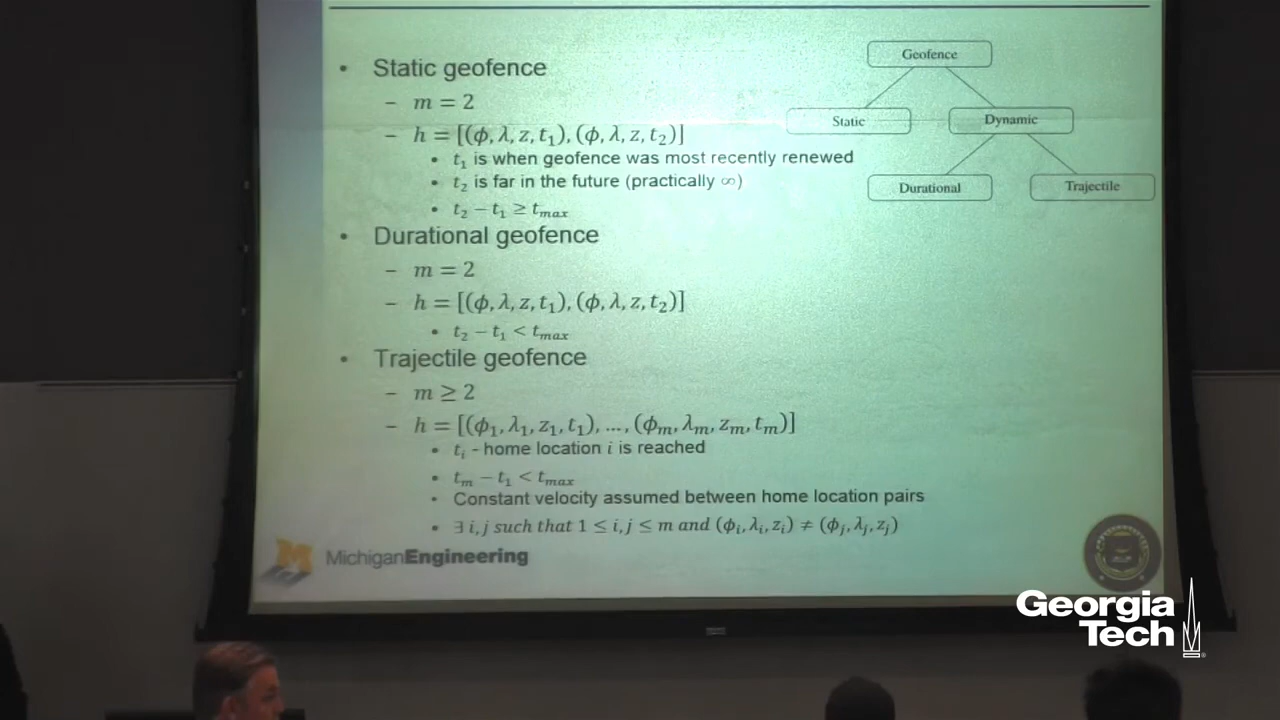 • Static geofence
– m = 2
– h = [(ϕ, λ, z, t₁), (ϕ, λ, z, t₂)]
• t₁ is when geofence was most recently renewed
• t₂ is far in the future (practically ∞)
• t₂ − t₁ ≥ tₘₐₓ
• Durational geofence
– m = 2
– h = [(ϕ, λ, z, t₁), (ϕ, λ, z, t₂)]
• t₂ − t₁ < tₘₐₓ
• Trajectile geofence
– m ≥ 2
– h = [(ϕ₁, λ₁, z₁, t₁), …, (ϕₘ, λₘ, zₘ, tₘ)]
• tᵢ - home location i is reached
• tₘ − t₁ < tₘₐₓ
• Constant velocity assumed between home location pairs
• ∃ i, j such that 1 ≤ i, j ≤ m and (ϕᵢ, λᵢ, zᵢ) ≠ (ϕⱼ, λⱼ, zⱼ)
Geofence
Static
Dynamic
Durational
Trajectile
M
MichiganEngineering
Georgia
Tech